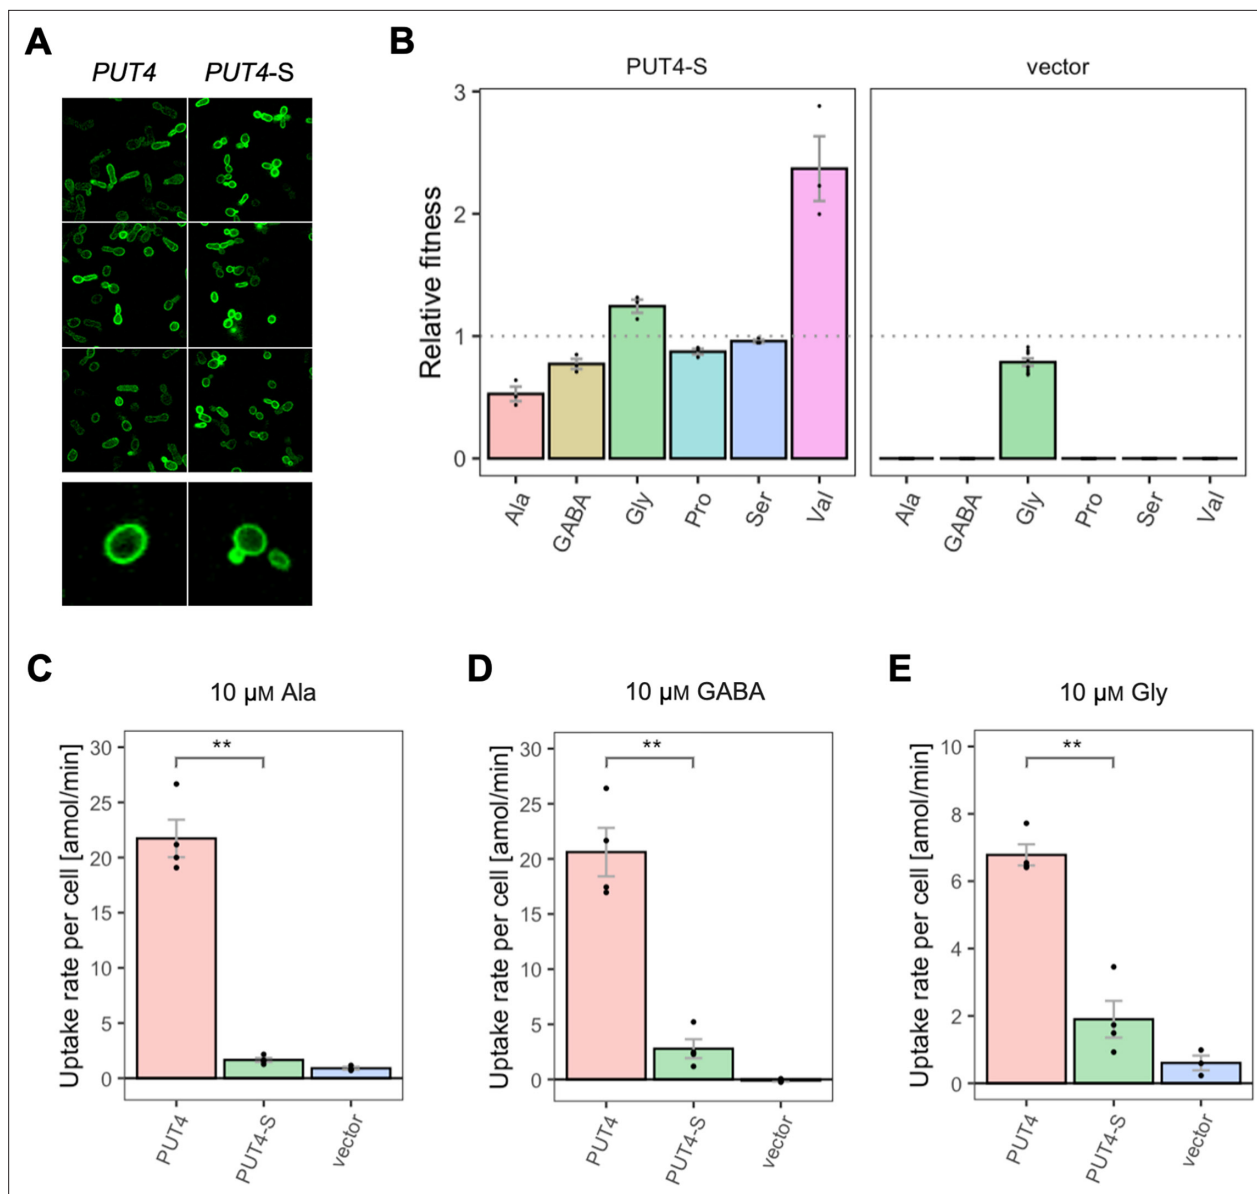 A
PUT4
PUT4-S
B
PUT4-S
vector
Relative fitness
3
2
1
0
Ala
GABA
Gly
Pro
Ser
Val
Ala
GABA
Gly
Pro
Ser
Val
C
10 µM Ala
Uptake rate per cell [amol/min]
30
25
20
15
10
5
0
**
PUT4
PUT4-S
vector
D
10 µM GABA
Uptake rate per cell [amol/min]
30
25
20
15
10
5
0
**
PUT4
PUT4-S
vector
E
10 µM Gly
Uptake rate per cell [amol/min]
10
8
6
4
2
0
**
PUT4
PUT4-S
vector